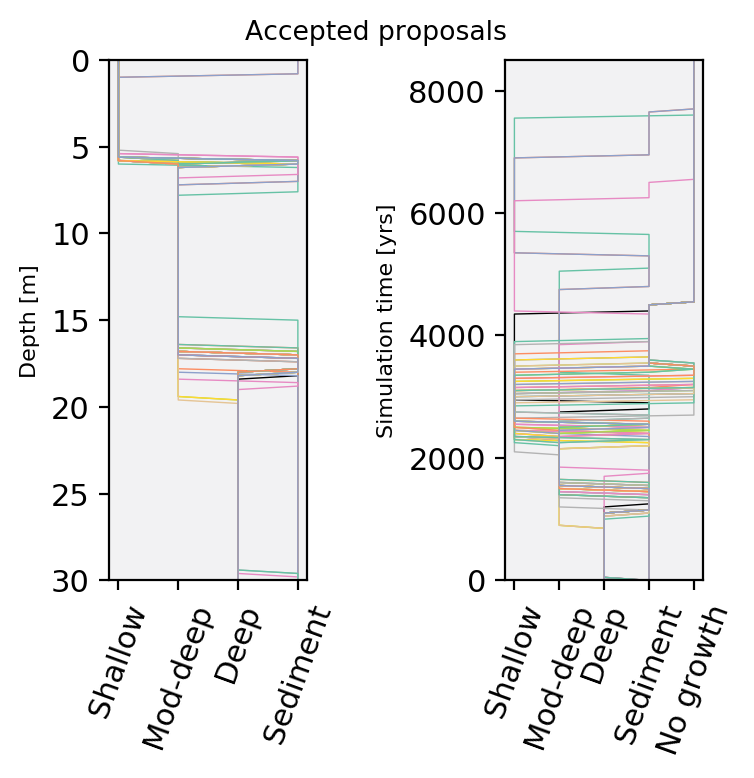 Accepted proposals
Depth [m]
0
5
10
15
20
25
30
Shallow
Mod-deep
Deep
Sediment
Simulation time [yrs]
8000
6000
4000
2000
0
Shallow
Mod-deep
Deep
Sediment
No growth